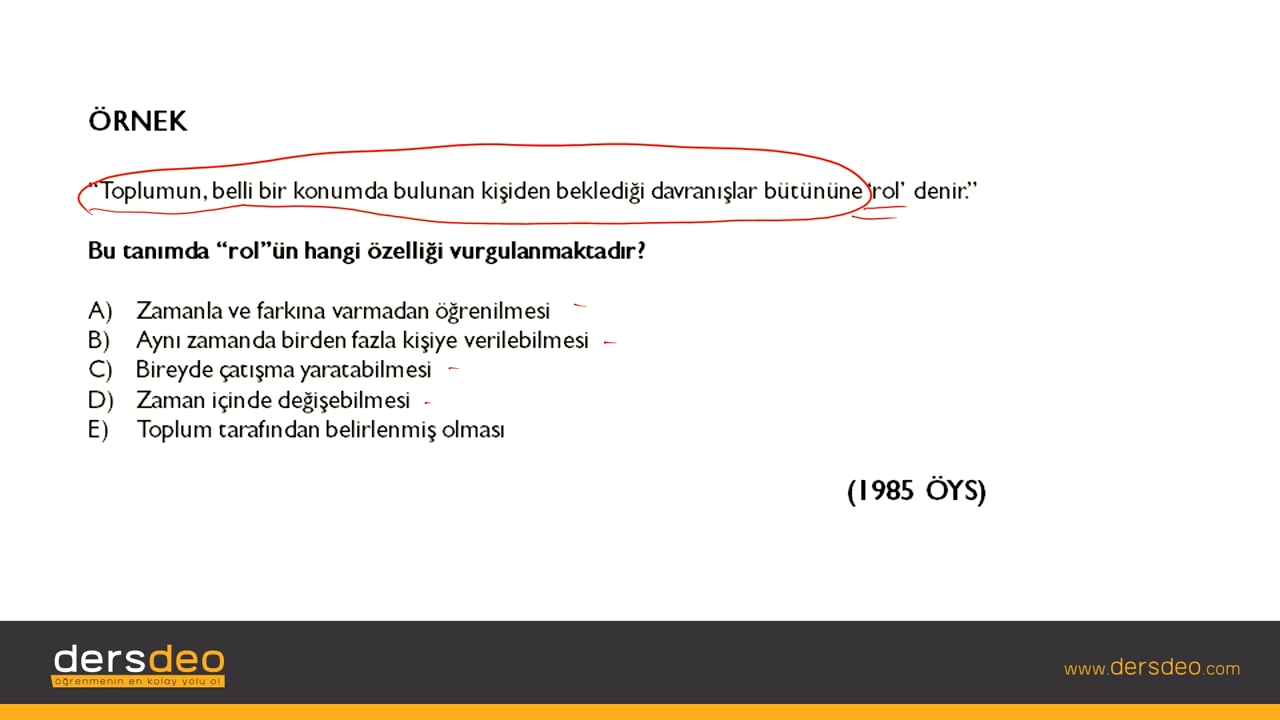 ÖRNEK
“Toplumun, belli bir konumda bulunan kişiden beklediği davranışlar bütününe ‘rol’ denir.”
Bu tanımda “rol”ün hangi özelliği vurgulanmaktadır?
A) Zamanla ve farkına varmadan öğrenilmesi
B) Aynı zamanda birden fazla kişiye verilebilmesi
C) Bireyde çatışma yaratabilmesi
D) Zaman içinde değişebilmesi
E) Toplum tarafından belirlenmiş olması
(1985 ÖYS)
dersdeo
öğrenmenin en kolay yolu o!
www.dersdeo.com